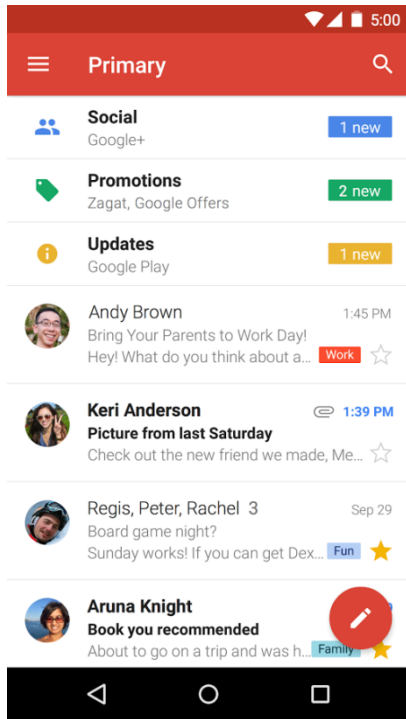 5:00
Primary
Social
Google+
1 new
Promotions
Zagat, Google Offers
2 new
Updates
Google Play
1 new
Andy Brown 1:45 PM
Bring Your Parents to Work Day!
Hey! What do you think about a... Work
Keri Anderson 1:39 PM
Picture from last Saturday
Check out the new friend we made, Me...
Regis, Peter, Rachel 3 Sep 29
Board game night?
Sunday works! If you can get Dex... Fun
Aruna Knight
Book you recommended
About to go on a trip and was h... Family